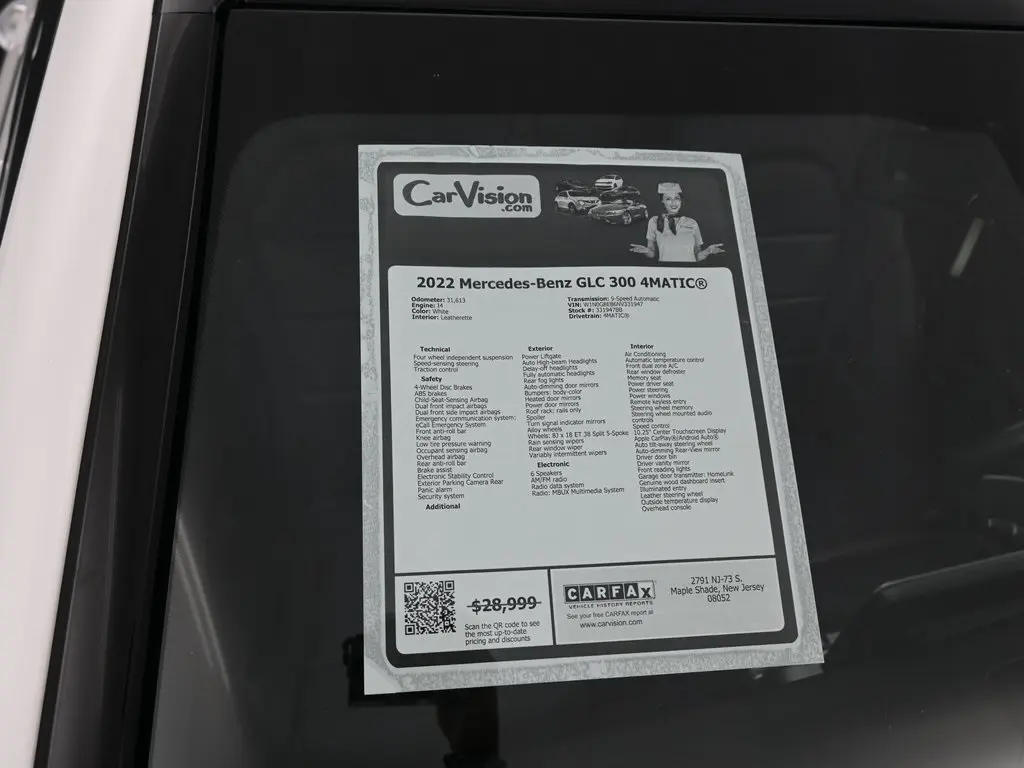 CarVision
.com
2022 Mercedes-Benz GLC 300 4MATIC®
Odometer: 31,613
Engine: I4
Color: White
Interior: Leatherette
Transmission: 9-Speed Automatic
VIN: W1N0G8EB6NV331947
Stock #: 331947BB
Drivetrain: 4MATIC®
Technical
Four wheel independent suspension
Speed-sensing steering
Traction control
Safety
4-Wheel Disc Brakes
ABS brakes
Child-Seat-Sensing Airbag
Dual front impact airbags
Dual front side impact airbags
Emergency communication system:
eCall Emergency System
Front anti-roll bar
Knee airbag
Low tire pressure warning
Occupant sensing airbag
Overhead airbag
Rear anti-roll bar
Brake assist
Electronic Stability Control
Exterior Parking Camera Rear
Panic alarm
Security system
Additional
Exterior
Power Liftgate
Auto High-beam Headlights
Delay-off headlights
Fully automatic headlights
Rear fog lights
Auto-dimming door mirrors
Bumpers: body-color
Heated door mirrors
Power door mirrors
Roof rack: rails only
Spoiler
Turn signal indicator mirrors
Alloy wheels
Wheels: 8J x 18 ET 38 Split 5-Spoke
Rain sensing wipers
Rear window wiper
Variably intermittent wipers
Electronic
6 Speakers
AM/FM radio
Radio data system
Radio: MBUX Multimedia System
Interior
Air Conditioning
Automatic temperature control
Front dual zone A/C
Rear window defroster
Memory seat
Power driver seat
Power steering
Power windows
Remote keyless entry
Steering wheel memory
Steering wheel mounted audio
controls
Speed control
10.25" Center Touchscreen Display
Apple CarPlay®/Android Auto®
Auto tilt-away steering wheel
Auto-dimming Rear-View mirror
Driver door bin
Driver vanity mirror
Front reading lights
Garage door transmitter: HomeLink
Genuine wood dashboard insert
Illuminated entry
Leather steering wheel
Outside temperature display
Overhead console
$28,999
Scan the QR code to see
the most up-to-date
pricing and discounts
CARFAX
VEHICLE HISTORY REPORTS
See your free CARFAX report at
www.carvision.com
2791 NJ-73 S.
Maple Shade, New Jersey
08052